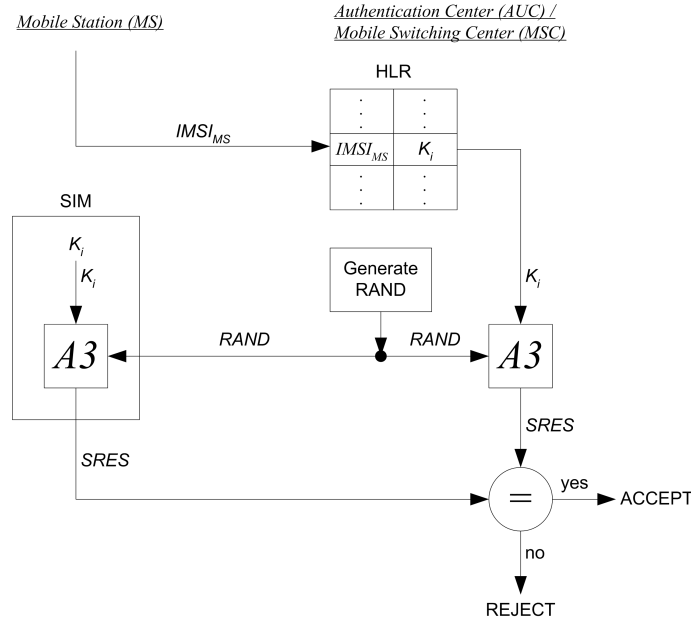 Mobile Station (MS)
Authentication Center (AUC) /
Mobile Switching Center (MSC)
HLR
. .
. .
. .
IMSI_MS
IMSI_MS K_i
. .
. .
. .
SIM
K_i
K_i
Generate
RAND
K_i
A3
RAND
RAND
A3
SRES
SRES
=
yes
ACCEPT
no
REJECT